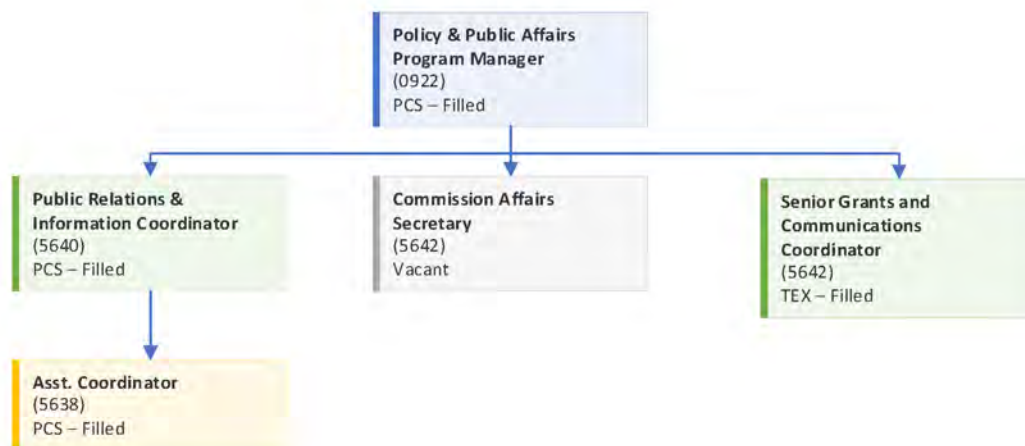 Policy & Public Affairs
Program Manager
(0922)
PCS – Filled
Public Relations &
Information Coordinator
(5640)
PCS – Filled
Commission Affairs
Secretary
(5642)
Vacant
Senior Grants and
Communications
Coordinator
(5642)
TEX – Filled
Asst. Coordinator
(5638)
PCS – Filled